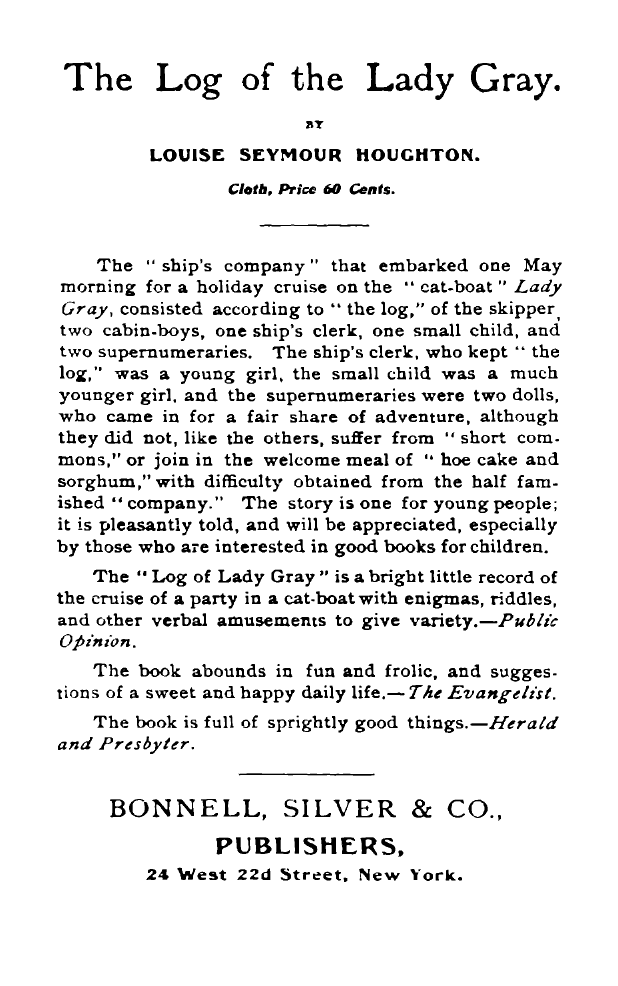 The Log of the Lady Gray.
BY
LOUISE SEYMOUR HOUGHTON.
Cloth, Price 60 Cents.
The "ship's company" that embarked one May
morning for a holiday cruise on the "cat-boat" Lady
Gray, consisted according to "the log," of the skipper,
two cabin-boys, one ship's clerk, one small child, and
two supernumeraries. The ship's clerk, who kept "the
log," was a young girl, the small child was a much
younger girl, and the supernumeraries were two dolls,
who came in for a fair share of adventure, although
they did not, like the others, suffer from "short com-
mons," or join in the welcome meal of "hoe cake and
sorghum," with difficulty obtained from the half fam-
ished "company." The story is one for young people;
it is pleasantly told, and will be appreciated, especially
by those who are interested in good books for children.
The "Log of Lady Gray" is a bright little record of
the cruise of a party in a cat-boat with enigmas, riddles,
and other verbal amusements to give variety.—Public
Opinion.
The book abounds in fun and frolic, and sugges-
tions of a sweet and happy daily life.—The Evangelist.
The book is full of sprightly good things.—Herald
and Presbyter.
BONNELL, SILVER & CO.,
PUBLISHERS,
24 West 22d Street, New York.